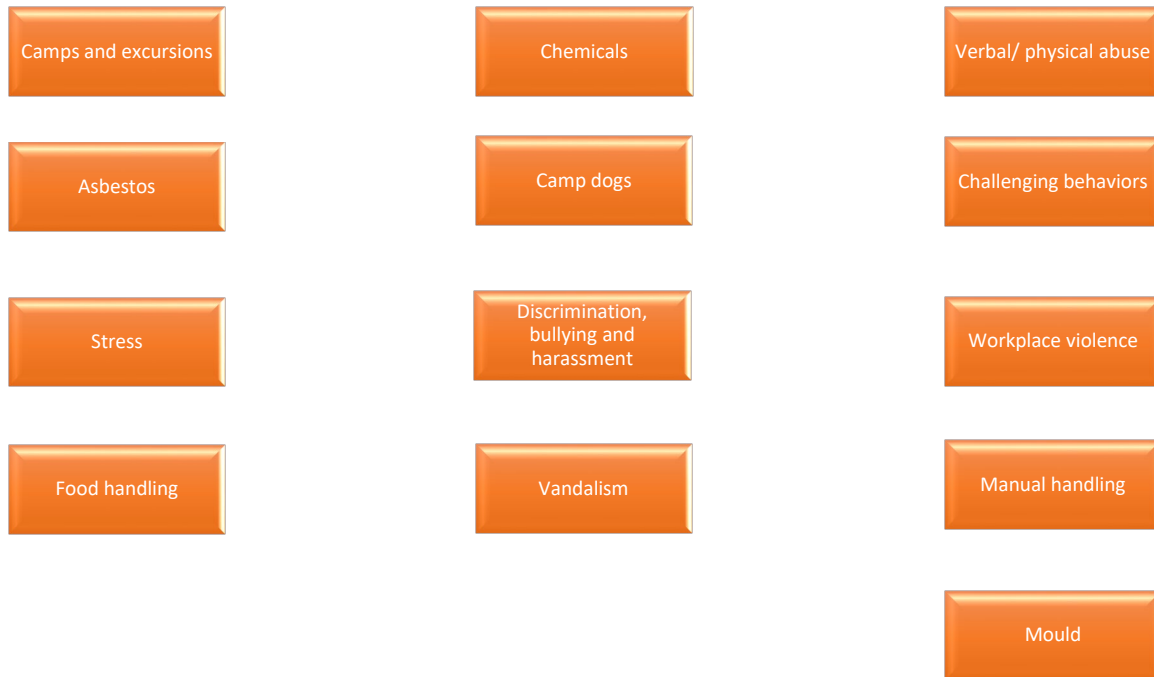 Camps and excursions
Chemicals
Verbal/ physical abuse
Asbestos
Camp dogs
Challenging behaviors
Stress
Discrimination,
bullying and
harassment
Workplace violence
Food handling
Vandalism
Manual handling
Mould